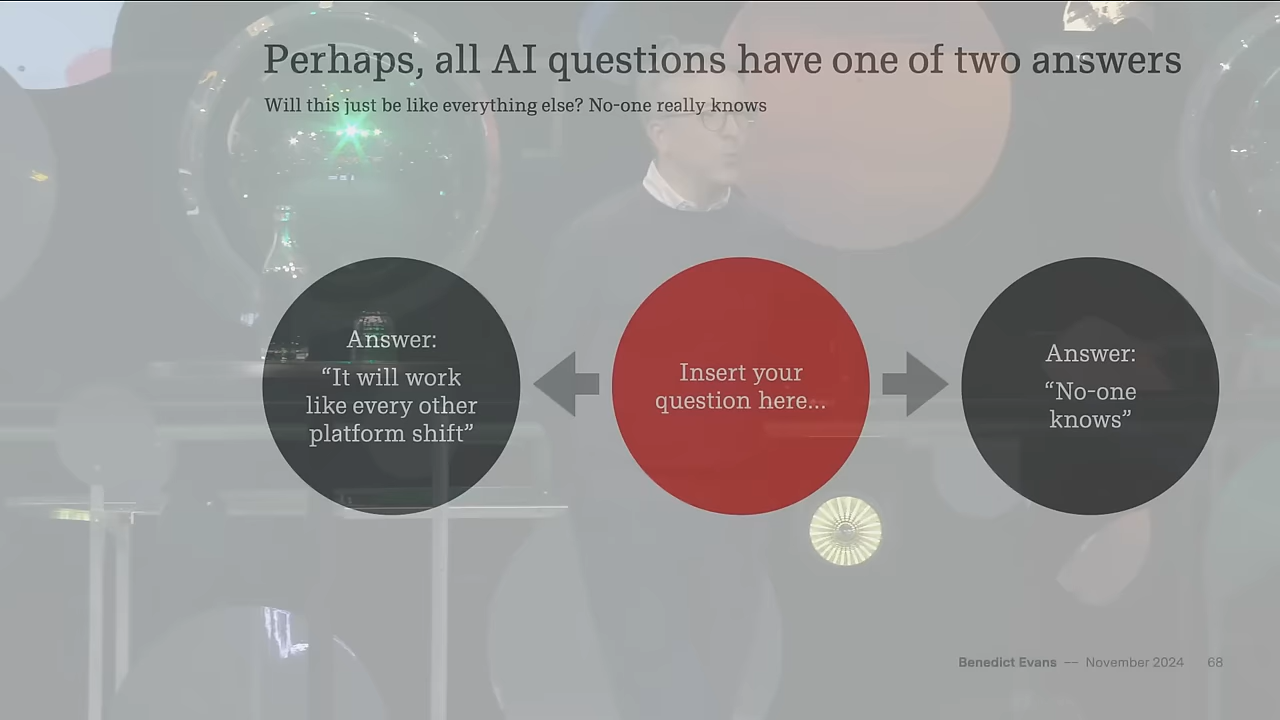 Perhaps, all AI questions have one of two answers
Will this just be like everything else? No-one really knows
Answer:
“It will work
like every other
platform shift”
Insert your
question here...
Answer:
“No-one
knows”
Benedict Evans — November 2024 68